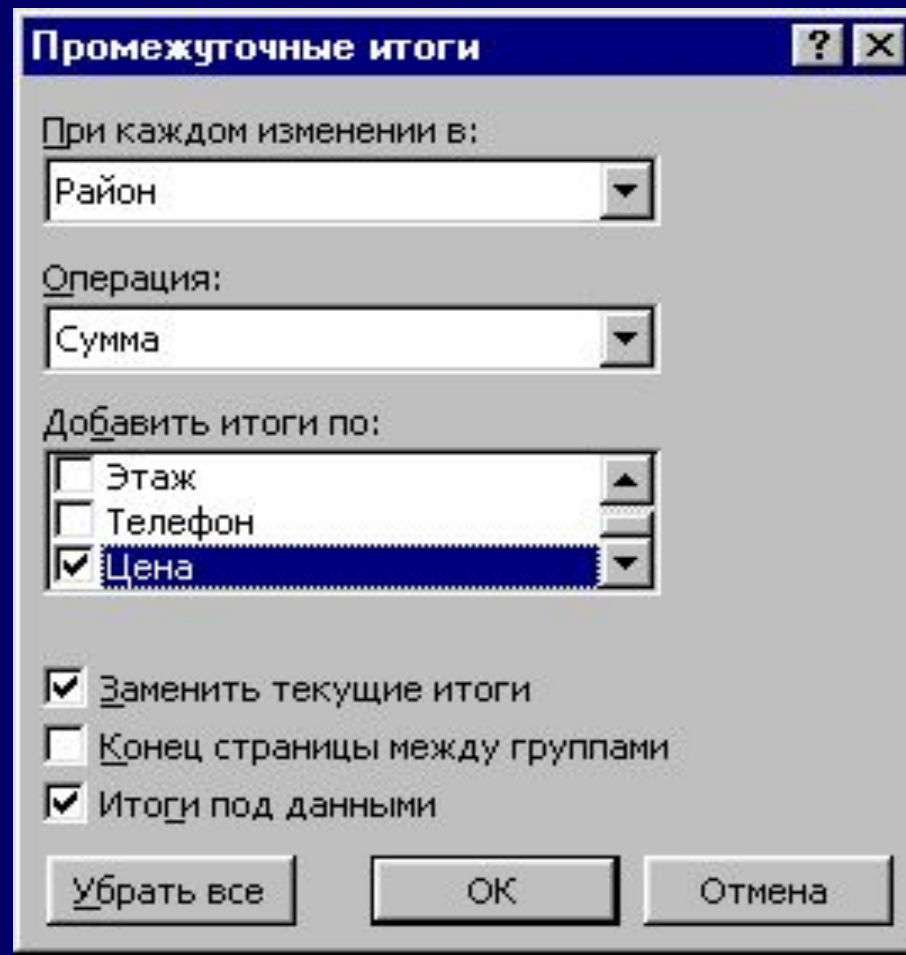 Промежуточные итоги
При каждом изменении в:
Район
Операция:
Сумма
Добавить итоги по:
Этаж
Телефон
Цена
Заменить текущие итоги
Конец страницы между группами
Итоги под данными
Убрать все ОК Отмена